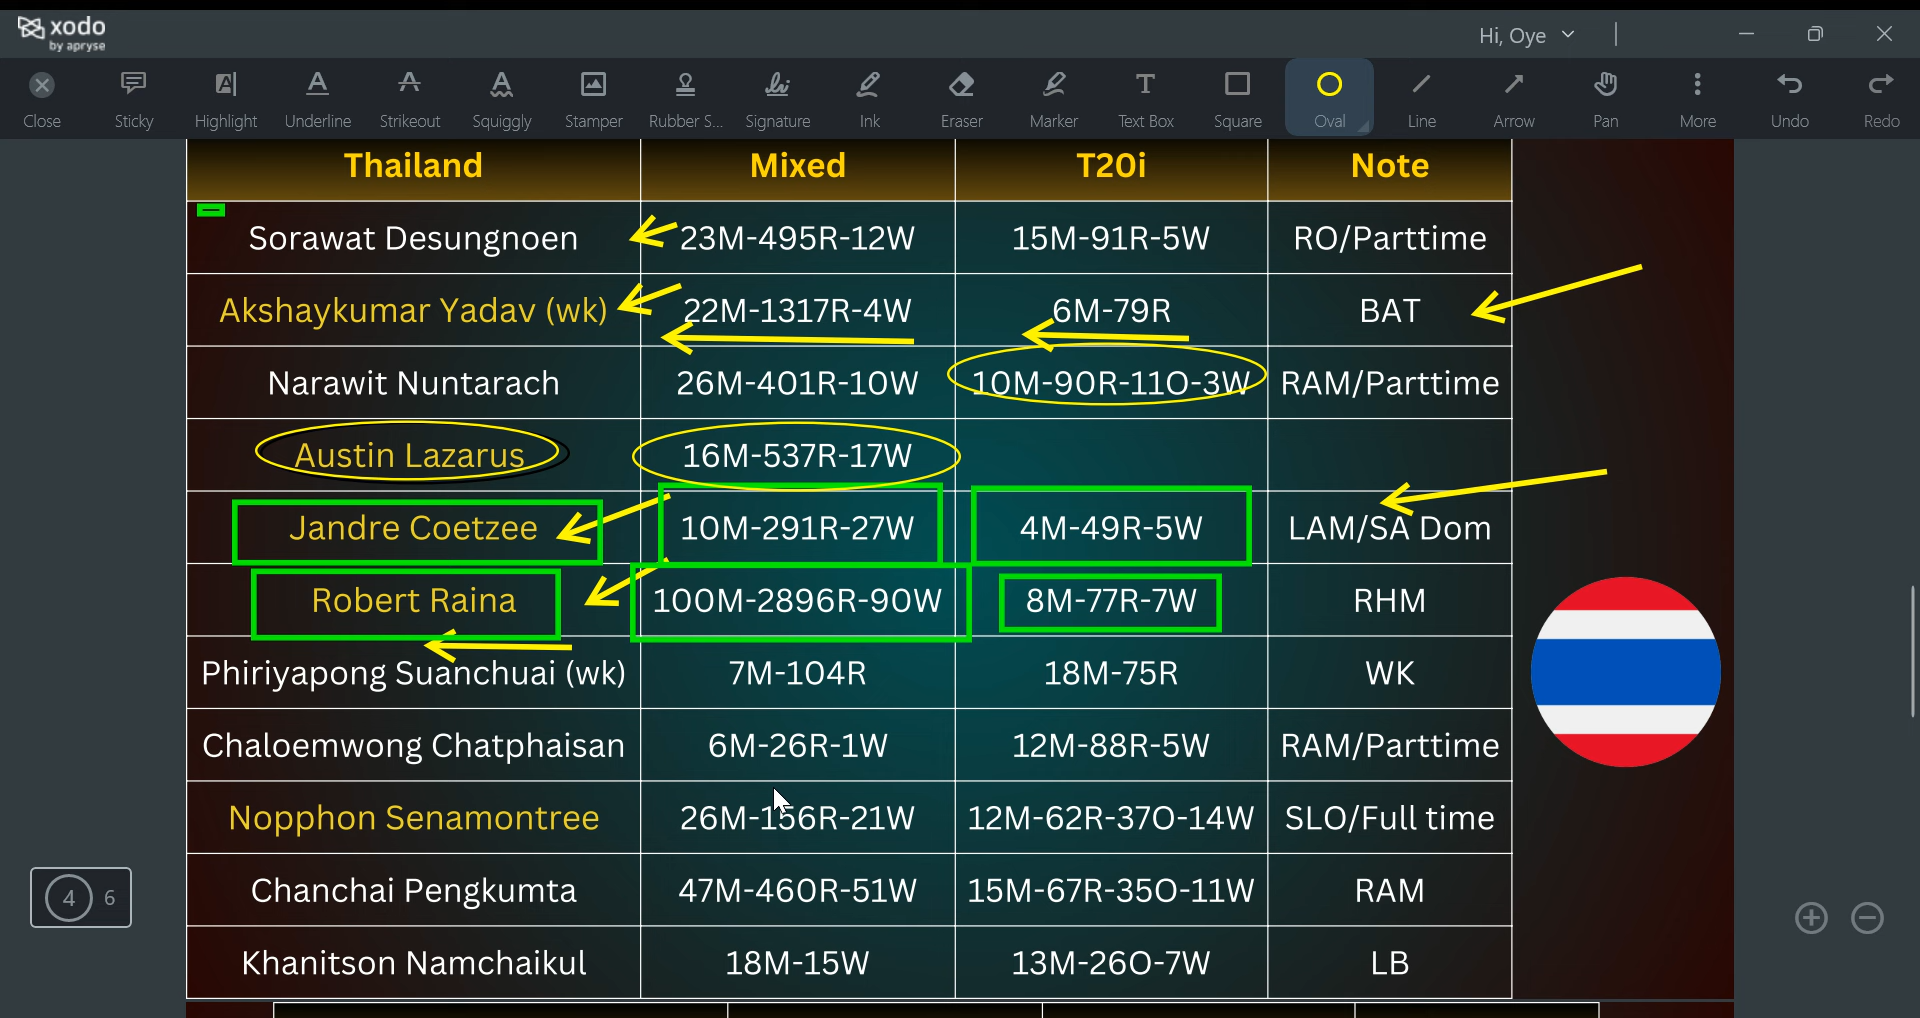 xodo
by apryse
Hi, Oye
Close Sticky Highlight Underline Strikeout Squiggly Stamper Rubber S... Signature Ink Eraser Marker Text Box Square Oval Line Arrow Pan More Undo Redo
Thailand Mixed T20i Note
Sorawat Desungnoen 23M-495R-12W 15M-91R-5W RO/Parttime
Akshaykumar Yadav (wk) 22M-1317R-4W 6M-79R BAT
Narawit Nuntarach 26M-401R-10W 10M-90R-11O-3W RAM/Parttime
Austin Lazarus 16M-537R-17W
Jandre Coetzee 10M-291R-27W 4M-49R-5W LAM/SA Dom
Robert Raina 100M-2896R-90W 8M-77R-7W RHM
Phiriyapong Suanchuai (wk) 7M-104R 18M-75R WK
Chaloemwong Chatphaisan 6M-26R-1W 12M-88R-5W RAM/Parttime
Nopphon Senamontree 26M-156R-21W 12M-62R-37O-14W SLO/Full time
Chanchai Pengkumta 47M-460R-51W 15M-67R-35O-11W RAM
Khanitson Namchaikul 18M-15W 13M-26O-7W LB
4 6